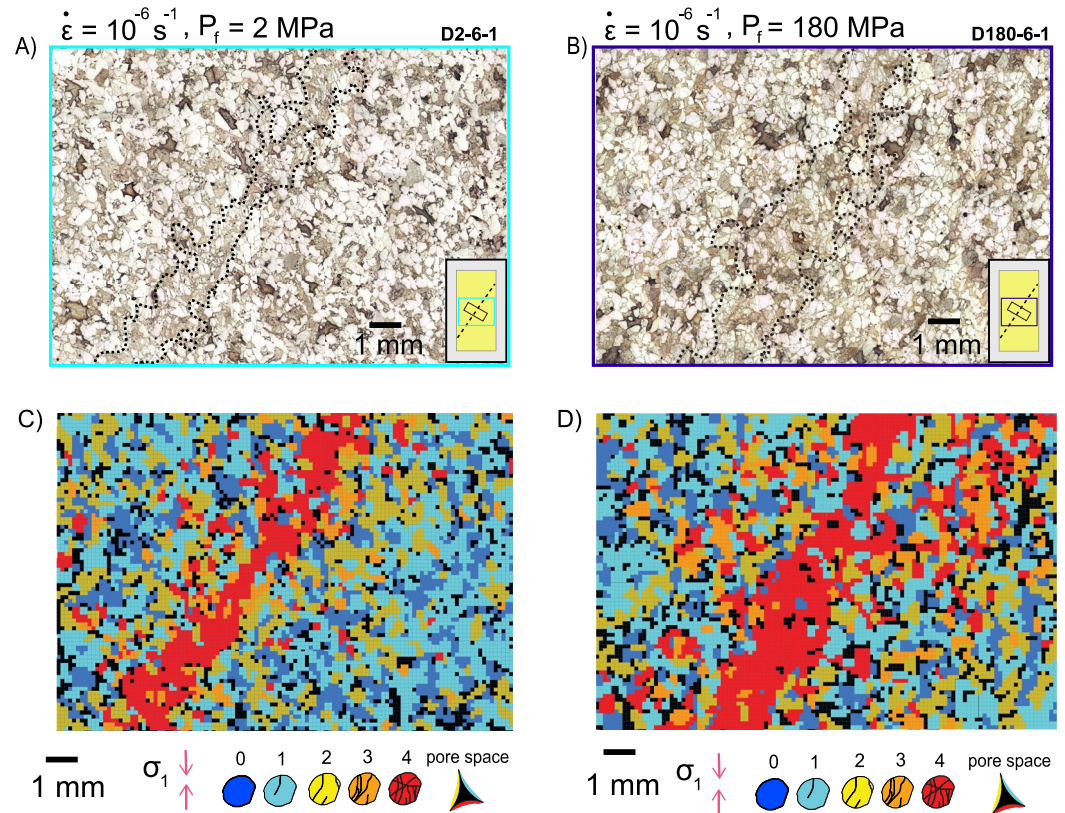 A) ε̇ = 10⁻⁶ s⁻¹, P_f = 2 MPa D2-6-1
B) ε̇ = 10⁻⁶ s⁻¹, P_f = 180 MPa D180-6-1
1 mm
1 mm
C)
D)
1 mm σ₁ 0 1 2 3 4 pore space
1 mm σ₁ 0 1 2 3 4 pore space